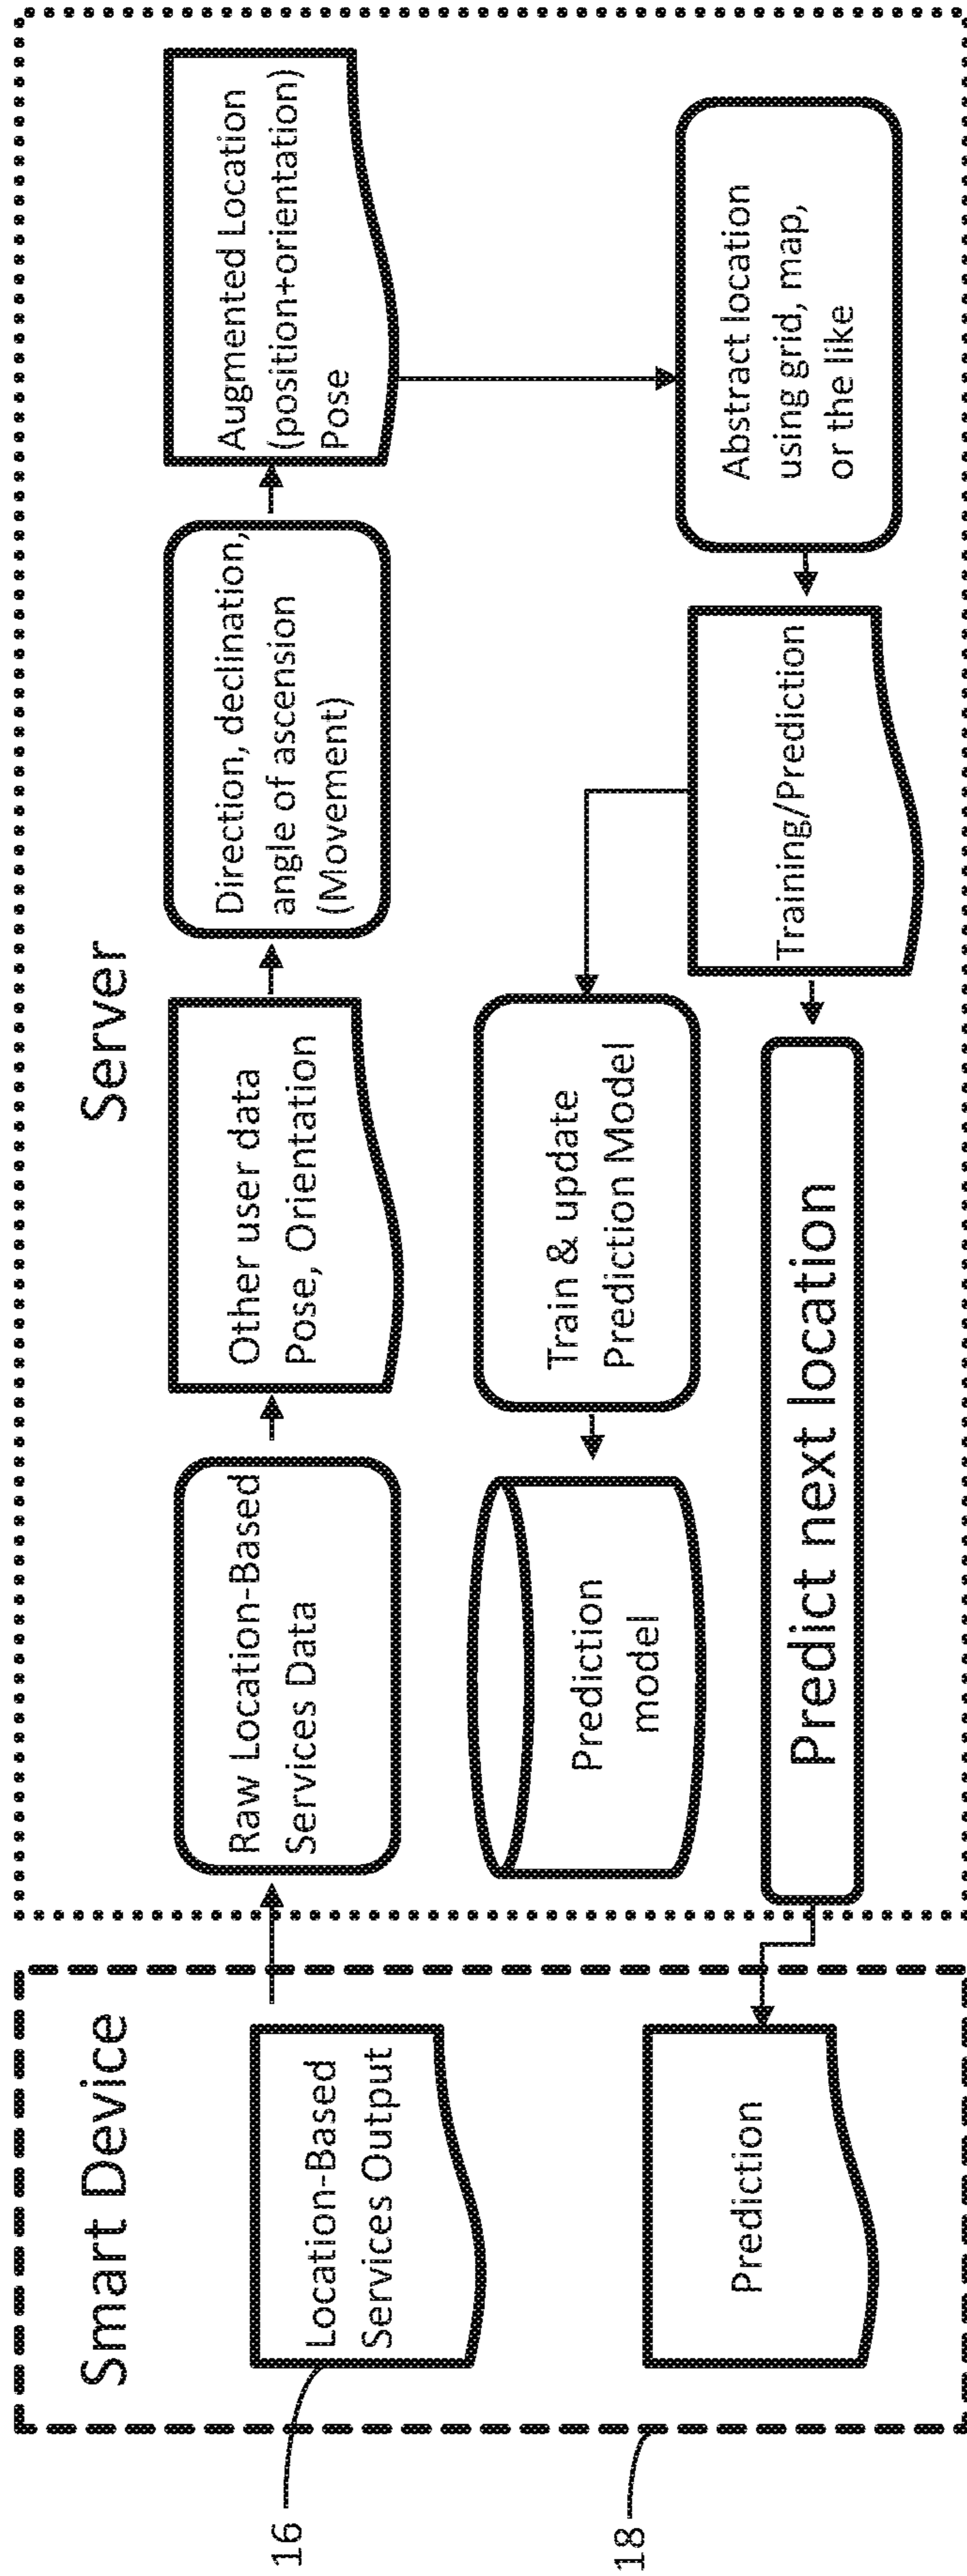 Smart Device
Server
Location-Based
Services Output
Raw Location-Based
Services Data
Other user data
Pose, Orientation
Direction, declination,
angle of ascension
(Movement)
Augmented Location
(position+orientation)
Pose
Abstract location
using grid, map,
or the like
Training/Prediction
Train & update
Prediction Model
Prediction
model
Predict next location
Prediction
16
18